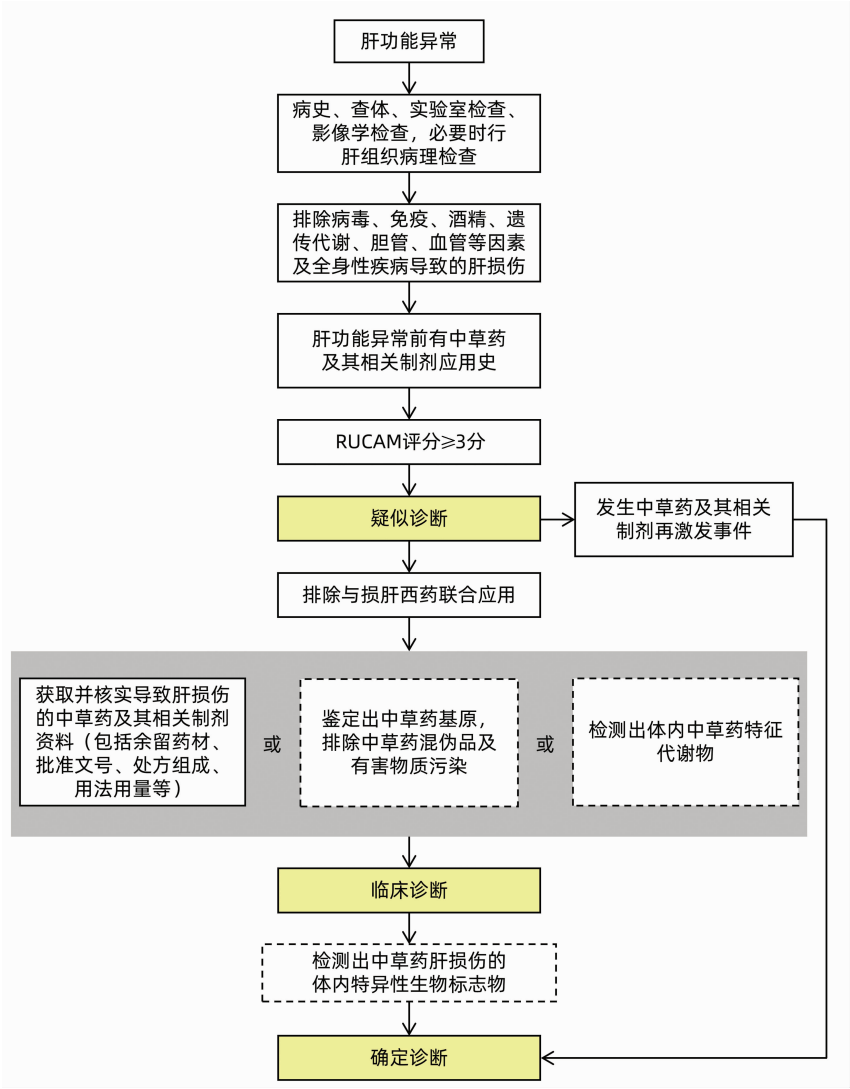 肝功能异常
病史、查体、实验室检查、
影像学检查，必要时行
肝组织病理检查
排除病毒、免疫、酒精、遗
传代谢、胆管、血管等因素
及全身性疾病导致的肝损伤
肝功能异常前有中草药
及其相关制剂应用史
RUCAM评分≥3分
疑似诊断
发生中草药及其相关
制剂再激发事件
排除与损肝西药联合应用
获取并核实导致肝损伤
的中草药及其相关制剂
资料（包括余留药材、
批准文号、处方组成、
用法用量等）
或
鉴定出中草药基原，
排除中草药混伪品及
有害物质污染
或
检测出体内中草药特征
代谢物
临床诊断
检测出中草药肝损伤的
体内特异性生物标志物
确定诊断